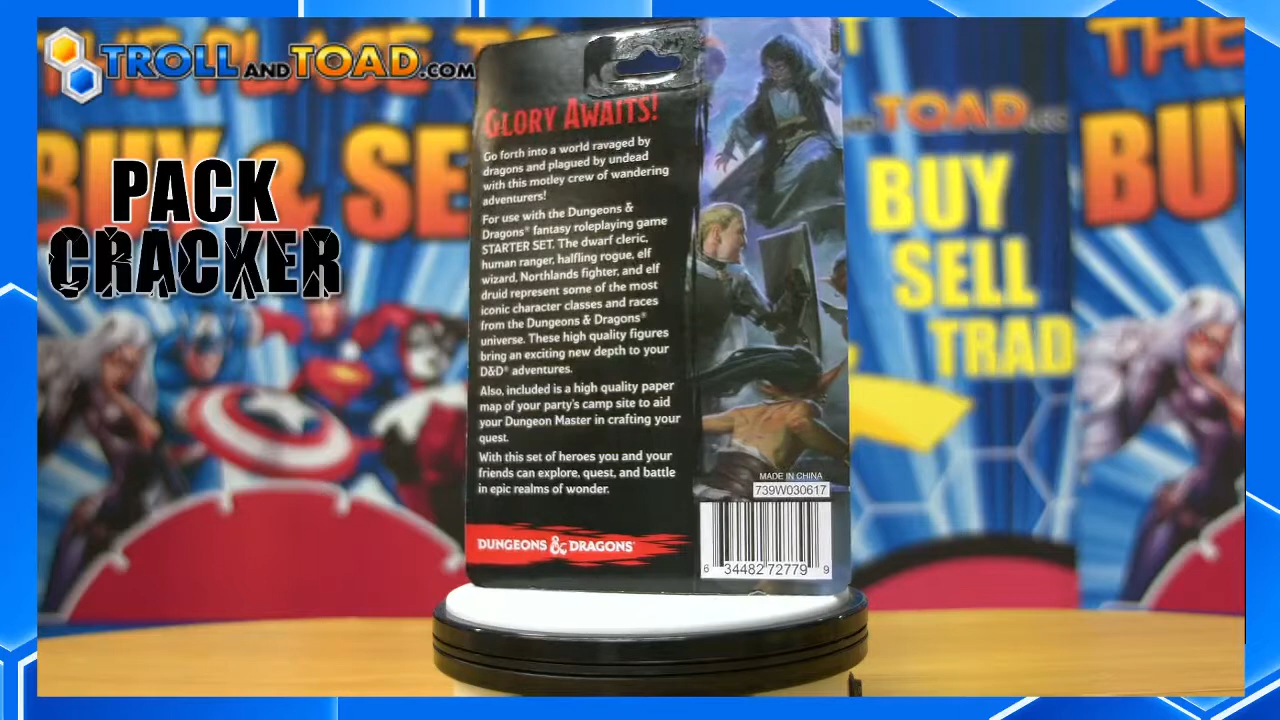 TROLL AND TOAD.COM
PACK
CRACKER
BUY & SE
GLORY AWAITS!
Go forth into a world ravaged by
dragons and plagued by undead
with this motley crew of wandering
adventurers!
For use with the Dungeons &
Dragons® fantasy roleplaying game
STARTER SET. The dwarf cleric,
human ranger, halfling rogue, elf
wizard, Northlands fighter, and elf
druid represent some of the most
iconic character classes and races
from the Dungeons & Dragons®
universe. These high quality figures
bring an exciting new depth to your
D&D® adventures.
Also, included is a high quality paper
map of your party's camp site to aid
your Dungeon Master in crafting your
quest.
With this set of heroes you and your
friends can explore, quest, and battle
in epic realms of wonder.
DUNGEONS & DRAGONS®
MADE IN CHINA
739W030617
6 34482 72779 9
TOAD
BUY
SELL
TRAD
THE
BUY